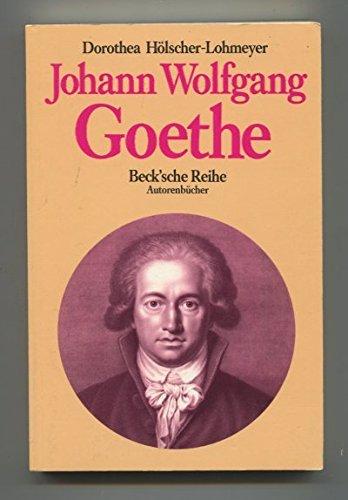 Dorothea Hölscher-Lohmeyer
Johann Wolfgang
Goethe
Beck'sche Reihe
Autorenbücher